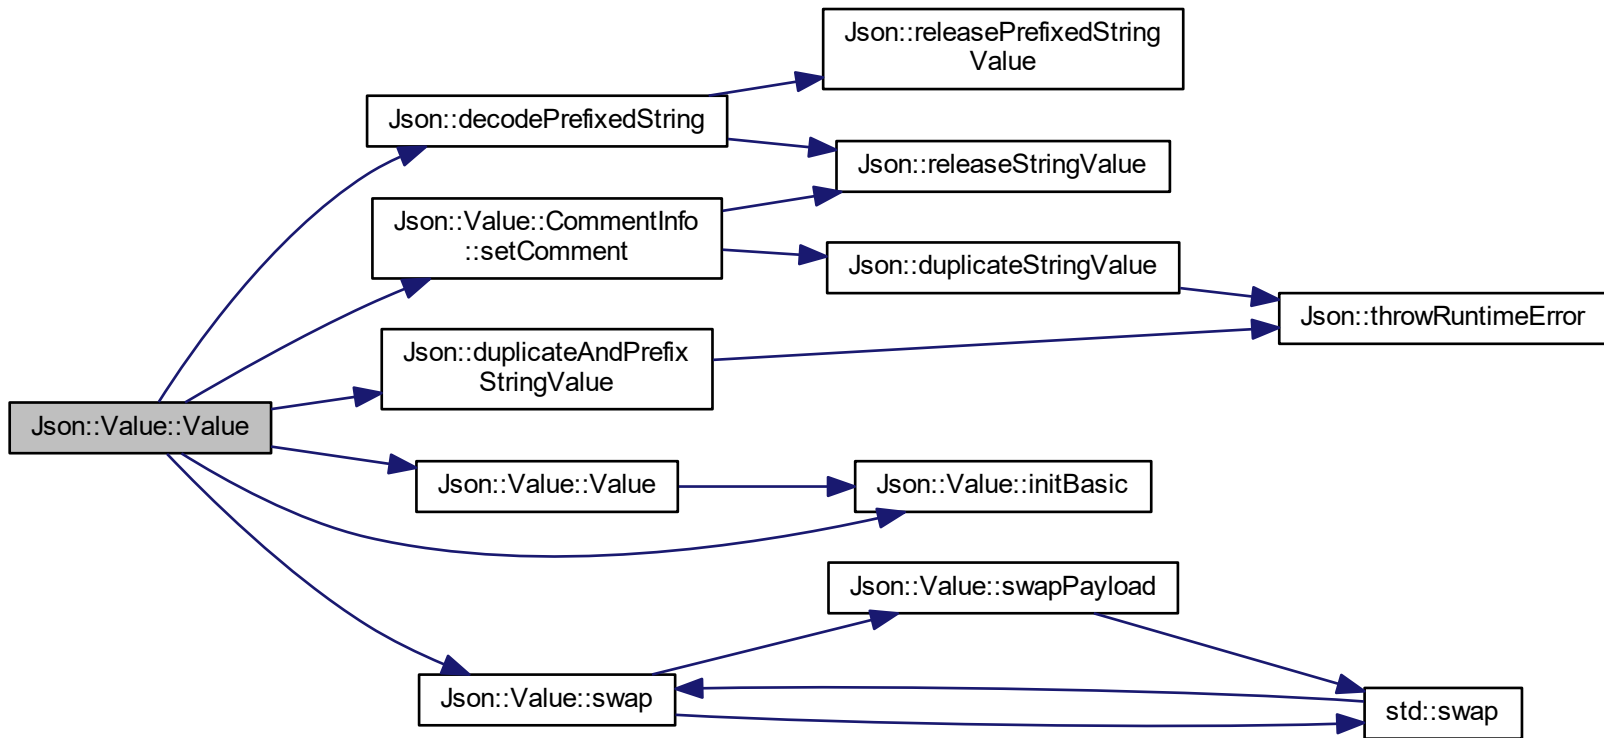 Json::releasePrefixedString
Value
Json::decodePrefixedString
Json::releaseStringValue
Json::Value::CommentInfo
::setComment
Json::duplicateStringValue
Json::throwRuntimeError
Json::duplicateAndPrefix
StringValue
Json::Value::Value
Json::Value::Value
Json::Value::initBasic
Json::Value::swapPayload
Json::Value::swap
std::swap